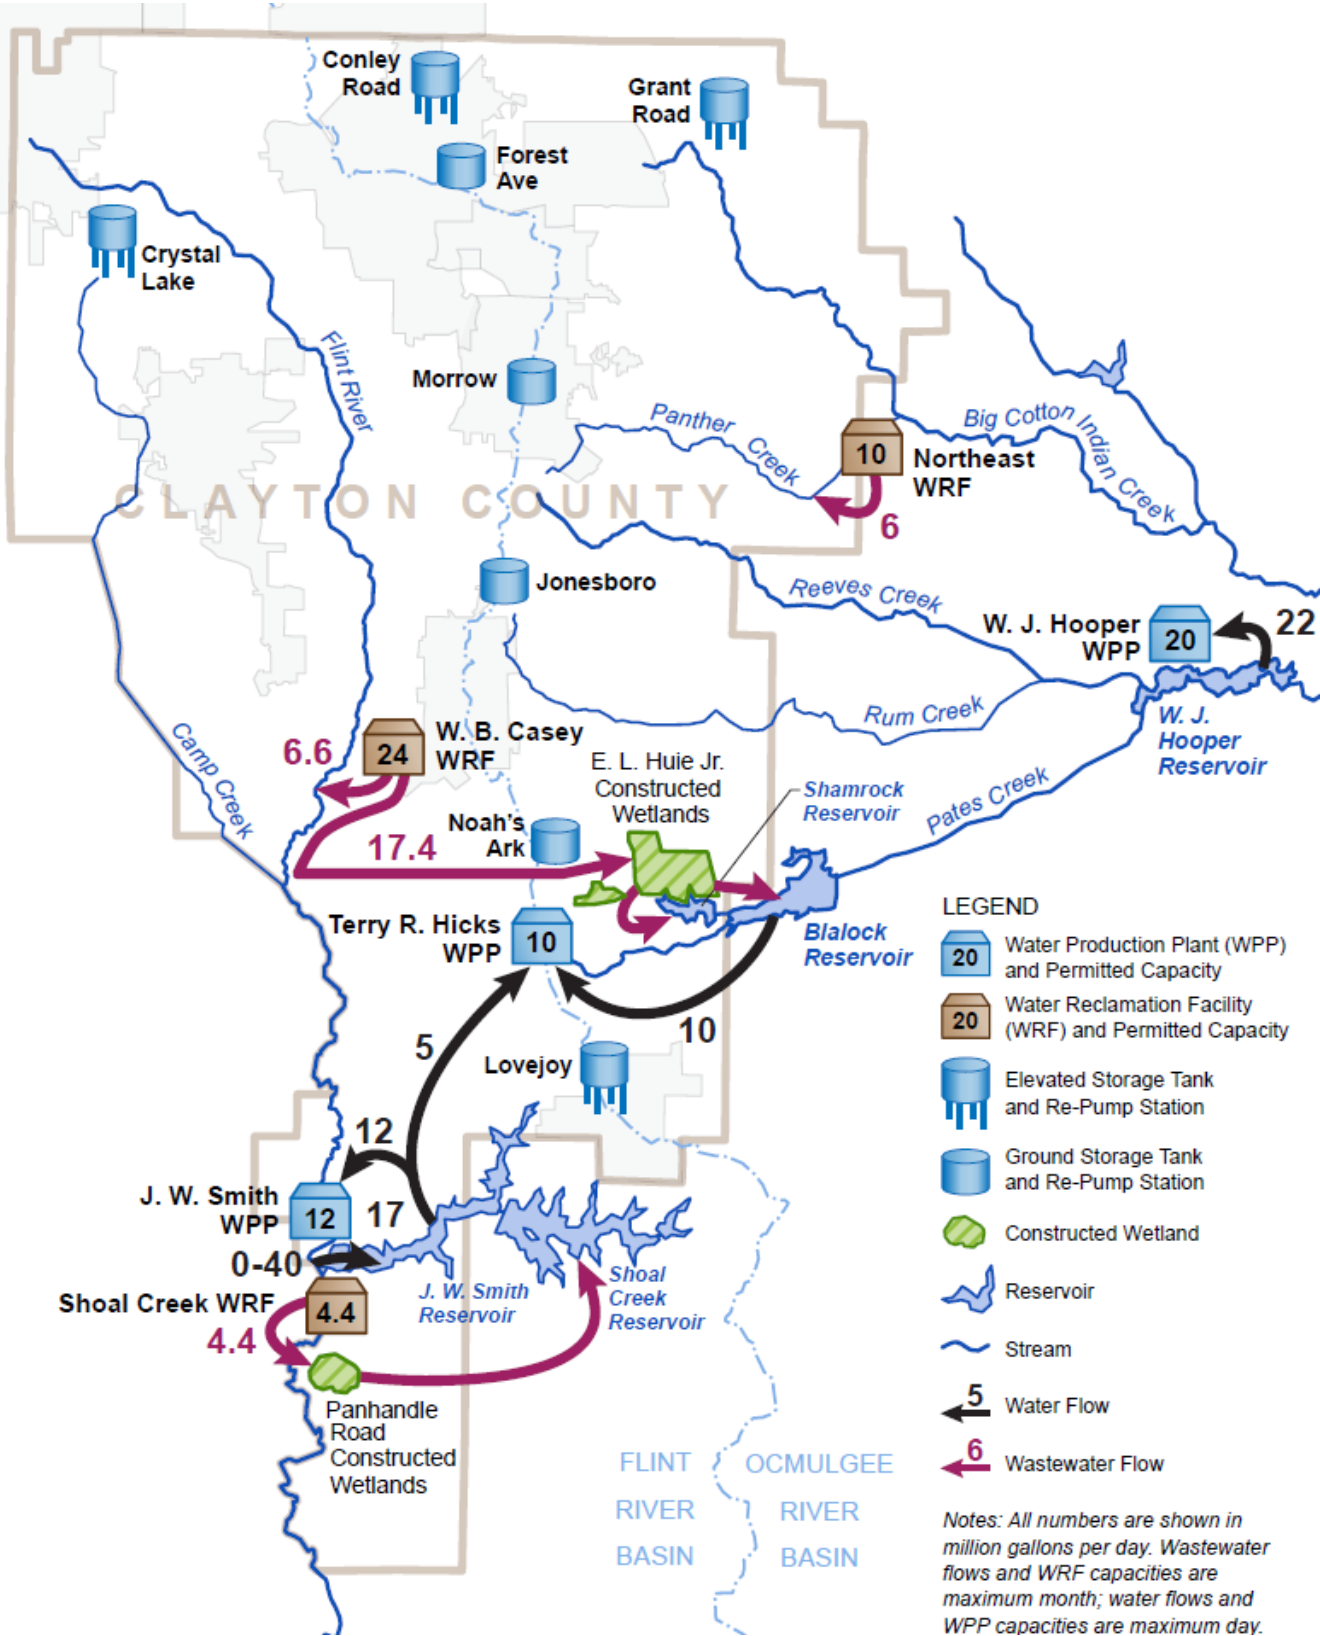 Conley
Road
Grant
Road
Forest
Ave
Crystal
Lake
Flint River
Morrow
Panther Creek
Big Cotton Indian Creek
10
Northeast
WRF
6
CLAYTON COUNTY
Jonesboro
Reeves Creek
W. J. Hooper
WPP
20
22
Rum Creek
W. J.
Hooper
Reservoir
Camp Creek
6.6
24
W. B. Casey
WRF
E. L. Huie Jr.
Constructed
Wetlands
Shamrock
Reservoir
Pates Creek
17.4
Noah's
Ark
Terry R. Hicks
WPP
10
Blalock
Reservoir
10
5
Lovejoy
12
J. W. Smith
WPP
12
17
0-40
Shoal Creek WRF
4.4
4.4
J. W. Smith
Reservoir
Shoal
Creek
Reservoir
Panhandle
Road
Constructed
Wetlands
FLINT
RIVER
BASIN
OCMULGEE
RIVER
BASIN
LEGEND
20
Water Production Plant (WPP)
and Permitted Capacity
20
Water Reclamation Facility
(WRF) and Permitted Capacity
Elevated Storage Tank
and Re-Pump Station
Ground Storage Tank
and Re-Pump Station
Constructed Wetland
Reservoir
Stream
5
Water Flow
6
Wastewater Flow
Notes: All numbers are shown in
million gallons per day. Wastewater
flows and WRF capacities are
maximum month; water flows and
WPP capacities are maximum day.